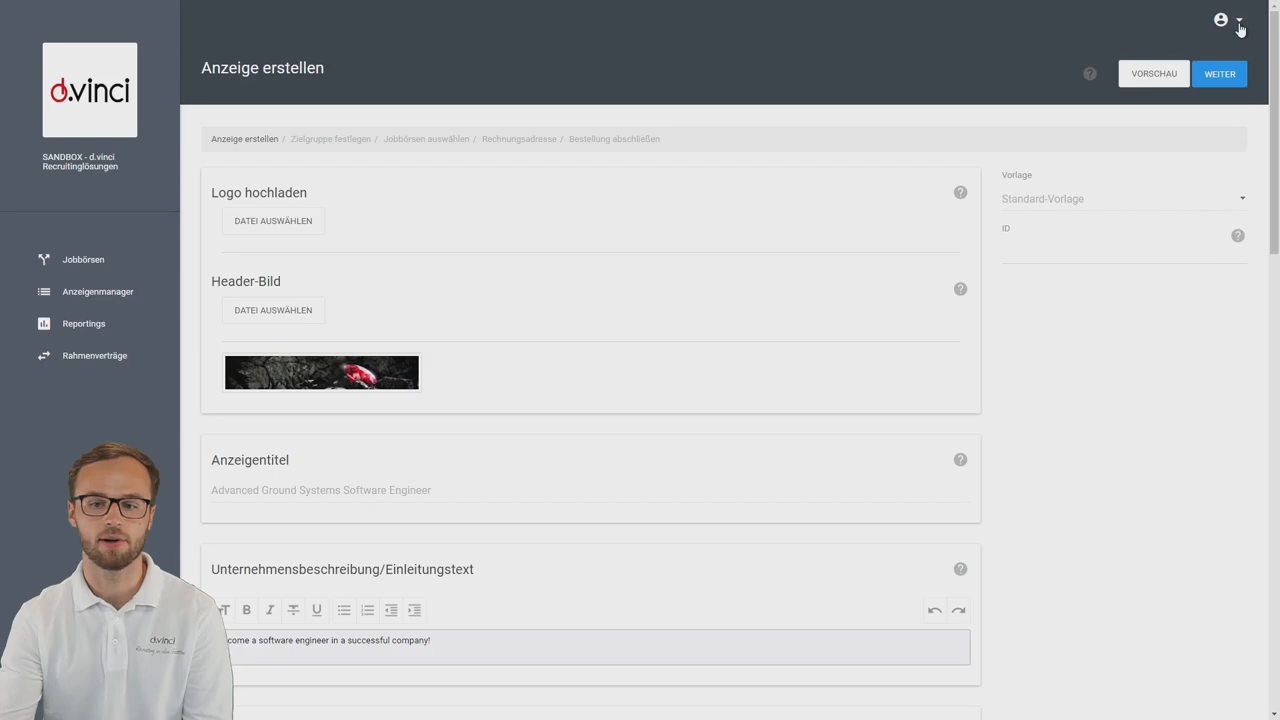 d.vinci
SANDBOX - d.vinci
Recruitinglösungen
Jobbörsen
Anzeigenmanager
Reportings
Rahmenverträge
Anzeige erstellen
VORSCHAU
WEITER
Anzeige erstellen / Zielgruppe festlegen / Jobbörsen auswählen / Rechnungsadresse / Bestellung abschließen
Logo hochladen
DATEI AUSWÄHLEN
Header-Bild
DATEI AUSWÄHLEN
Vorlage
Standard-Vorlage
ID
Anzeigentitel
Advanced Ground Systems Software Engineer
Unternehmensbeschreibung/Einleitungstext
come a software engineer in a successful company!
d.vinci